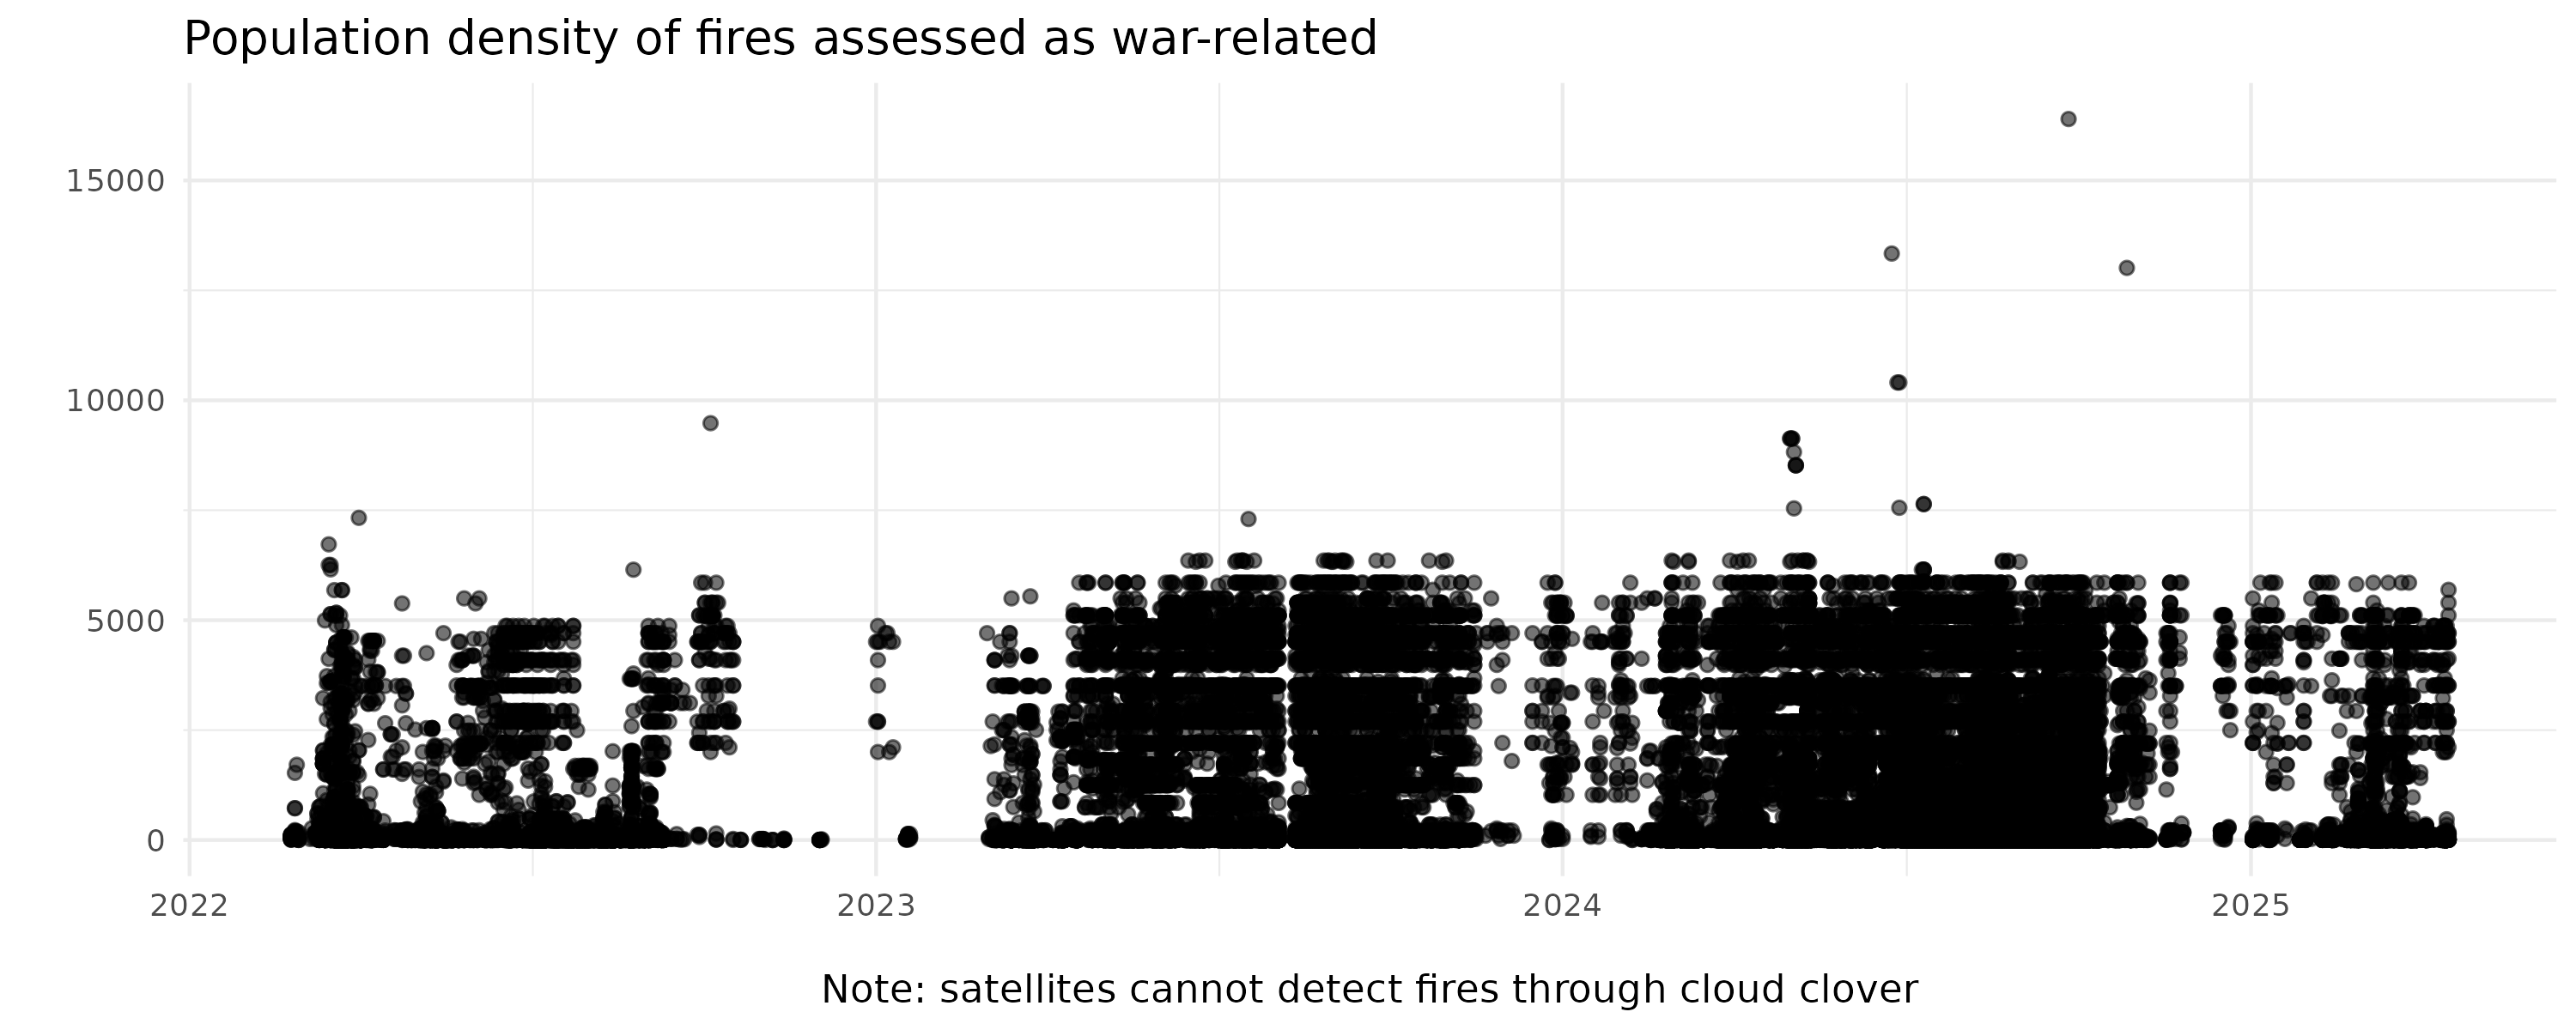 Population density of fires assessed as war-related
15000
10000
5000
0
2022 2023 2024 2025
Note: satellites cannot detect fires through cloud clover